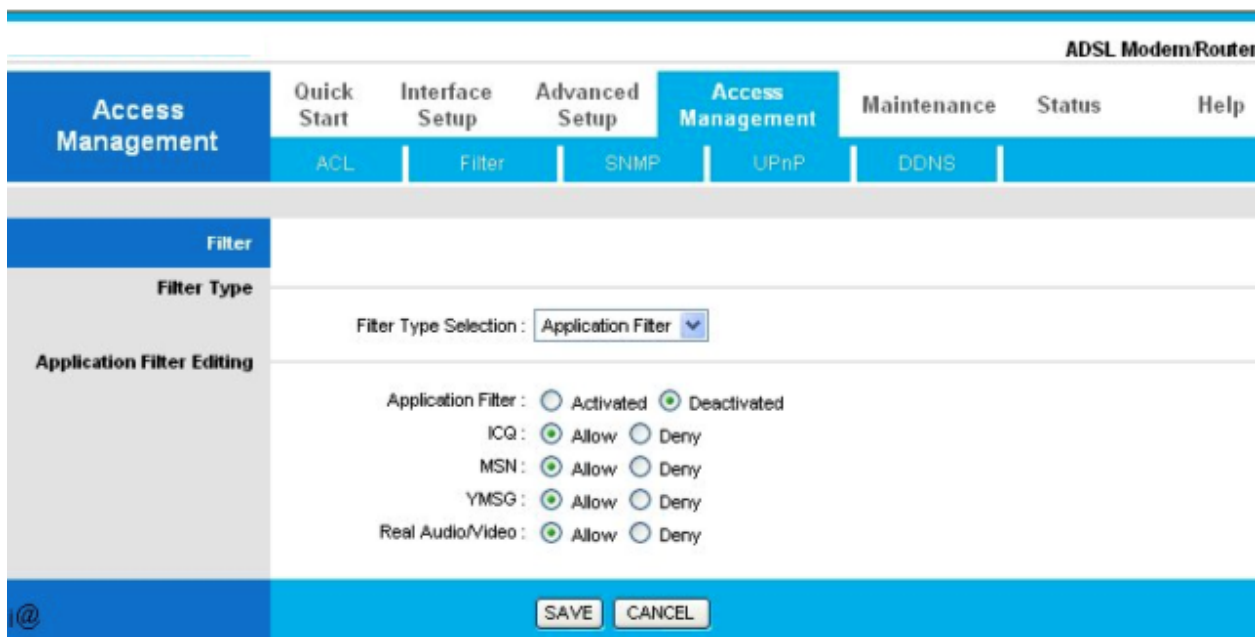 ADSL Modem/Router
Access Management
Quick Start
Interface Setup
Advanced Setup
Access Management
Maintenance
Status
Help
ACL
Filter
SNMP
UPnP
DDNS
Filter
Filter Type
Filter Type Selection : Application Filter
Application Filter Editing
Application Filter : Activated Deactivated
ICQ : Allow Deny
MSN : Allow Deny
YMSG : Allow Deny
Real Audio/Video : Allow Deny
@
SAVE CANCEL